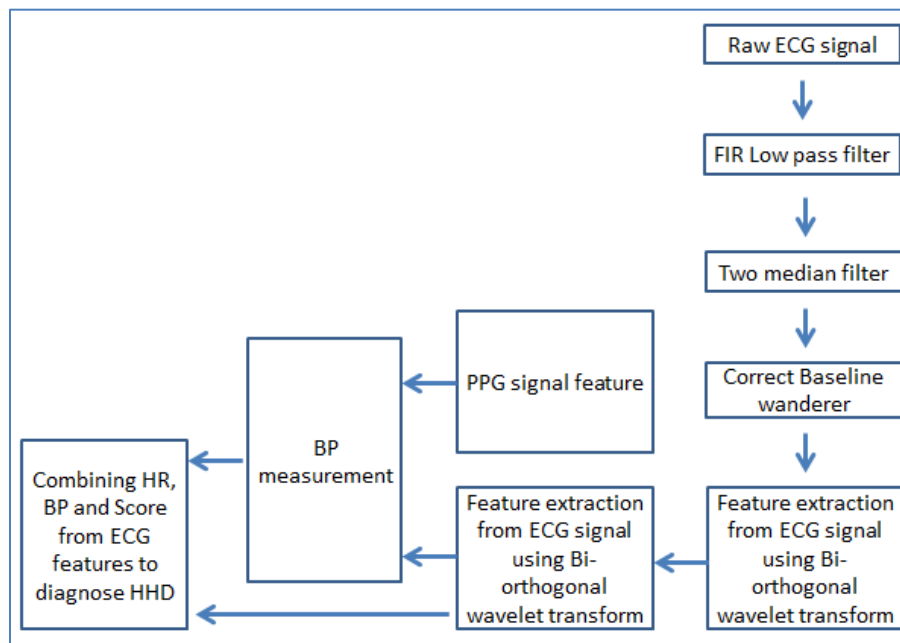 Raw ECG signal
FIR Low pass filter
Two median filter
Correct Baseline
wanderer
Feature extraction
from ECG signal
using Bi-
orthogonal
wavelet transform
Feature extraction
from ECG signal
using Bi-
orthogonal
wavelet transform
PPG signal feature
BP
measurement
Combining HR,
BP and Score
from ECG
features to
diagnose HHD